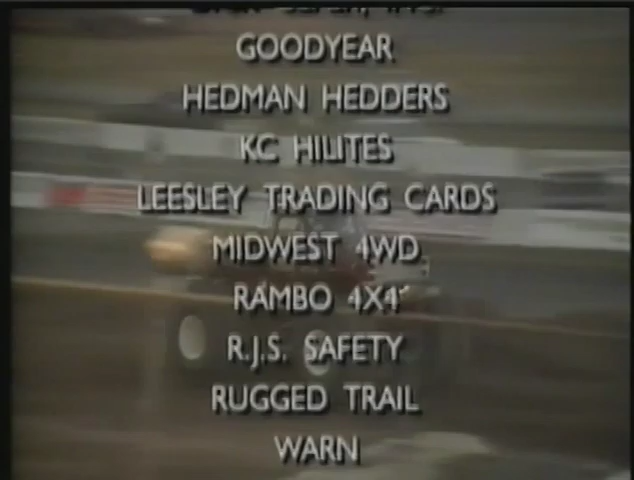 GOODYEAR
HEDMAN HEDDERS
KC HILITES
LEESLEY TRADING CARDS
MIDWEST 4WD
RAMBO 4X4
R.J.S. SAFETY
RUGGED TRAIL
WARN